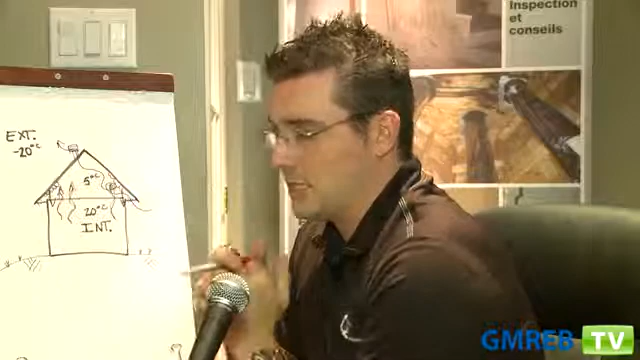 Inspection
et
conseils
EXT.
-20°C
5°C
20°C
INT.
GMREB TV